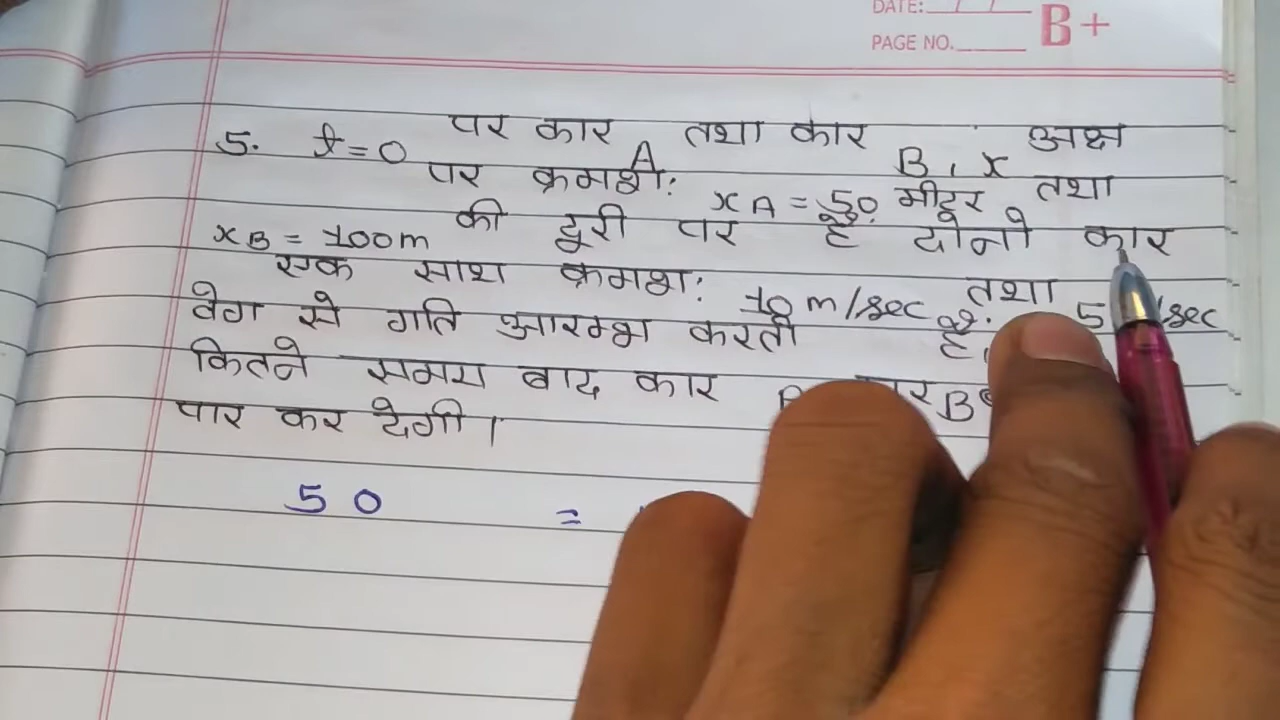 DATE: / /
PAGE NO. B+
5. t=0 पर कार A तथा कार B, x अक्ष
पर क्रमशः xA = 50 मीटर तथा
xB = 100m की दूरी पर है दोनो कार
एक साथ क्रमशः 10m/sec तथा 5 /sec
वेग से गति आरम्भ करती है,
कितने समय बाद कार B
पार कर देगी।
50 =